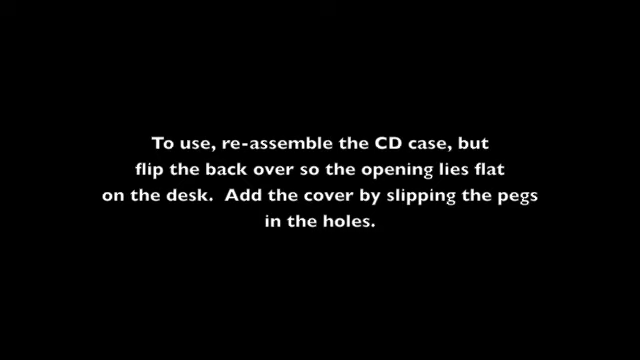 To use, re-assemble the CD case, but
flip the back over so the opening lies flat
on the desk.  Add the cover by slipping the pegs
in the holes.